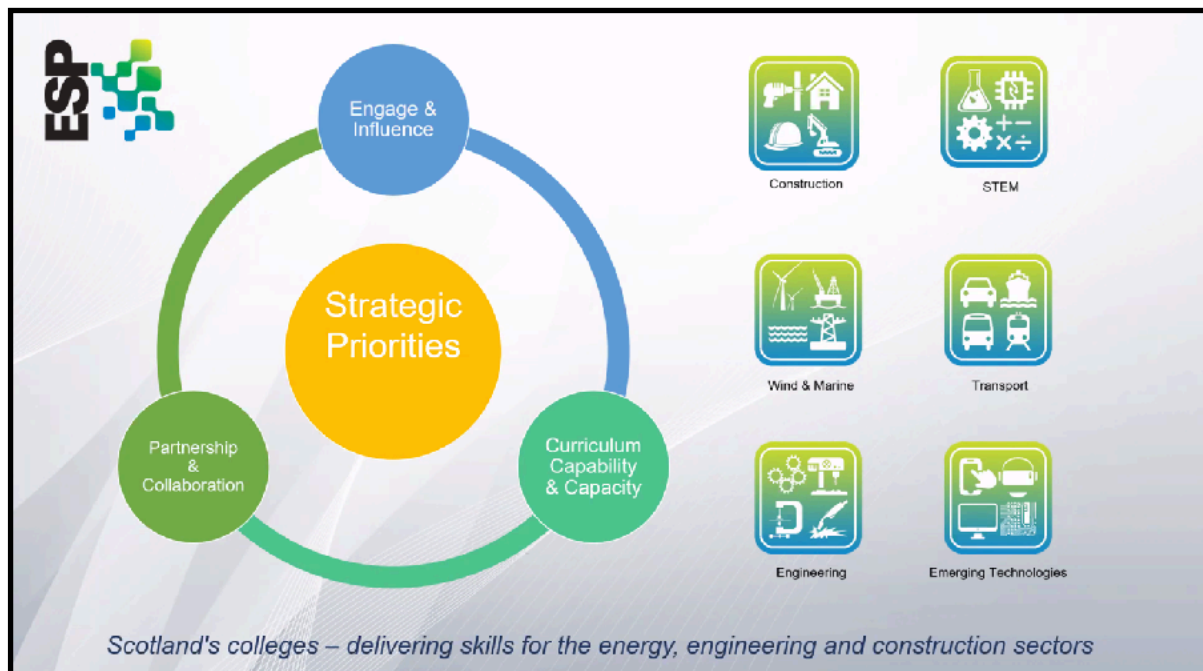 ESP
Engage &
Influence
Strategic
Priorities
Partnership
&
Collaboration
Curriculum
Capability
& Capacity
Construction
STEM
Wind & Marine
Transport
Engineering
Emerging Technologies
Scotland's colleges – delivering skills for the energy, engineering and construction sectors